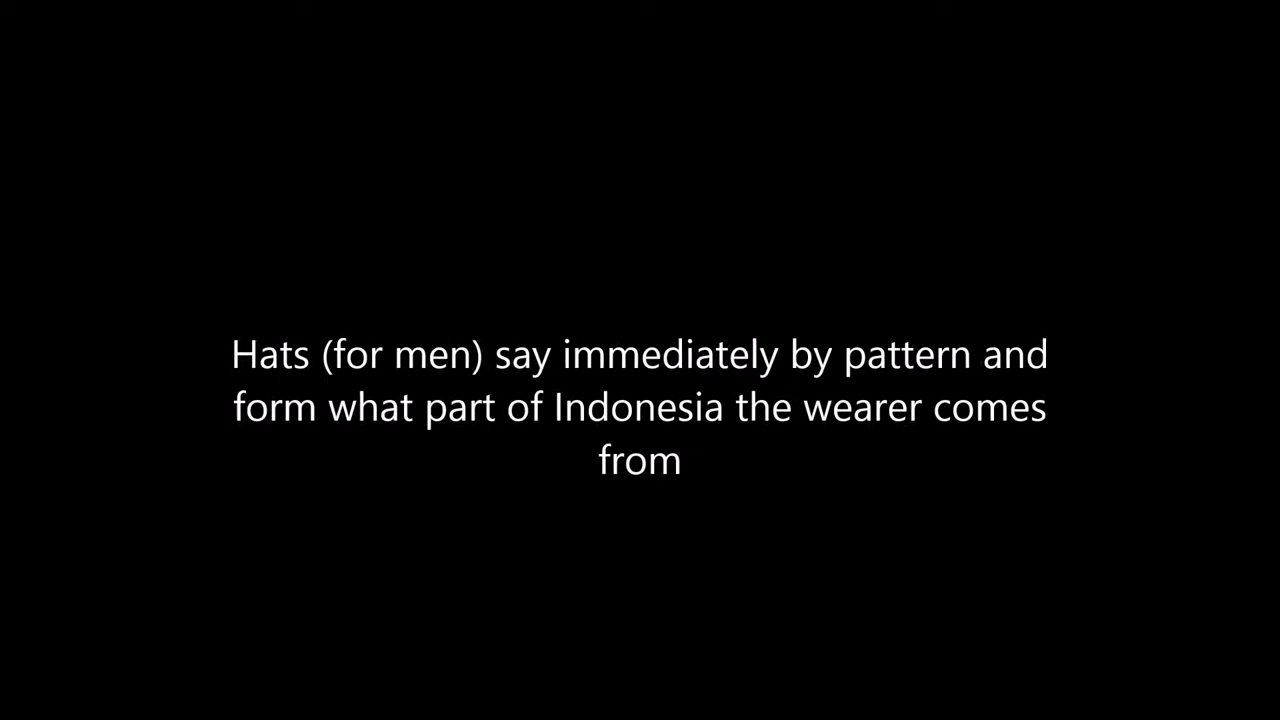 Hats (for men) say immediately by pattern and
form what part of Indonesia the wearer comes
from